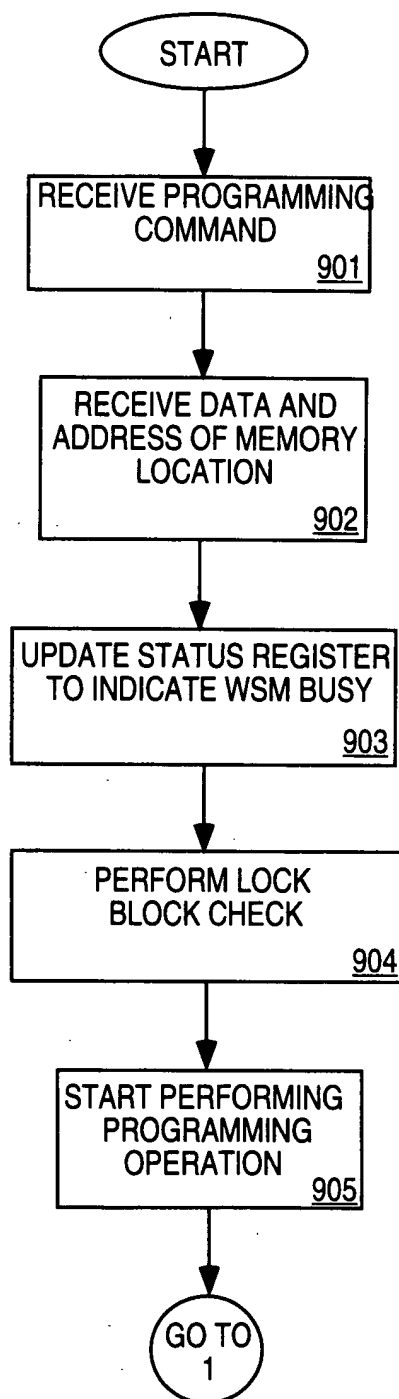 START
RECEIVE PROGRAMMING
COMMAND
901
RECEIVE DATA AND
ADDRESS OF MEMORY
LOCATION
902
UPDATE STATUS REGISTER
TO INDICATE WSM BUSY
903
PERFORM LOCK
BLOCK CHECK
904
START PERFORMING
PROGRAMMING
OPERATION
905
GO TO
1